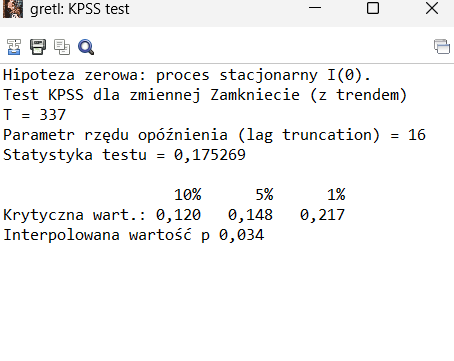 gretl: KPSS test
Hipoteza zerowa: proces stacjonarny I(0).
Test KPSS dla zmiennej Zamkniecie (z trendem)
T = 337
Parametr rzędu opóźnienia (lag truncation) = 16
Statystyka testu = 0,175269
10% 5% 1%
Krytyczna wart.: 0,120 0,148 0,217
Interpolowana wartość p 0,034